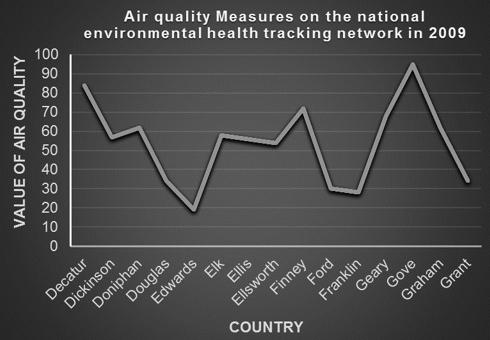 Air quality Measures on the national
environmental health tracking network in 2009
VALUE OF AIR QUALITY
100
90
80
70
60
50
40
30
20
10
0
Decatur
Dickinson
Doniphan
Douglas
Edwards
Elk
Ellis
Ellsworth
Finney
Ford
Franklin
Geary
Gove
Graham
Grant
COUNTRY